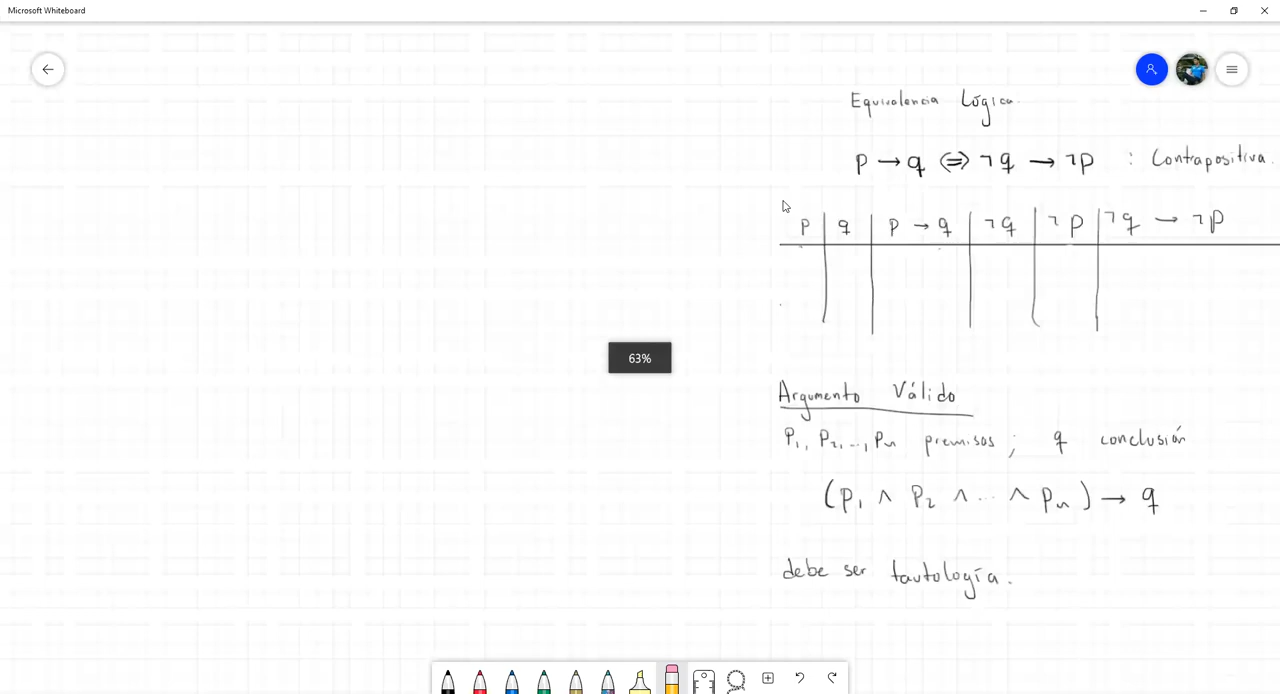 Microsoft Whiteboard
Equivalencia Lógica.
p → q ⇔ ¬q → ¬p : Contrapositiva.
p q p → q ¬q ¬p ¬q → ¬p
63%
Argumento Válido
P₁, P₂, ..., Pₙ premisas ; q conclusión
(p₁ ∧ p₂ ∧ ... ∧ pₙ) → q
debe ser tautología.